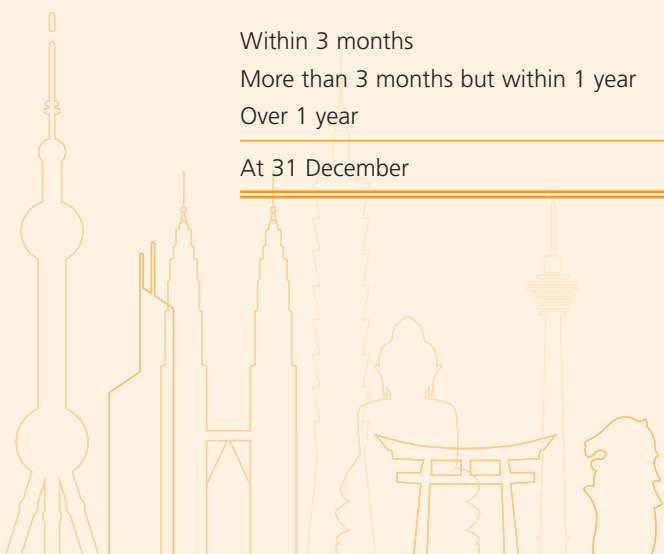 Within 3 months
More than 3 months but within 1 year
Over 1 year
At 31 December